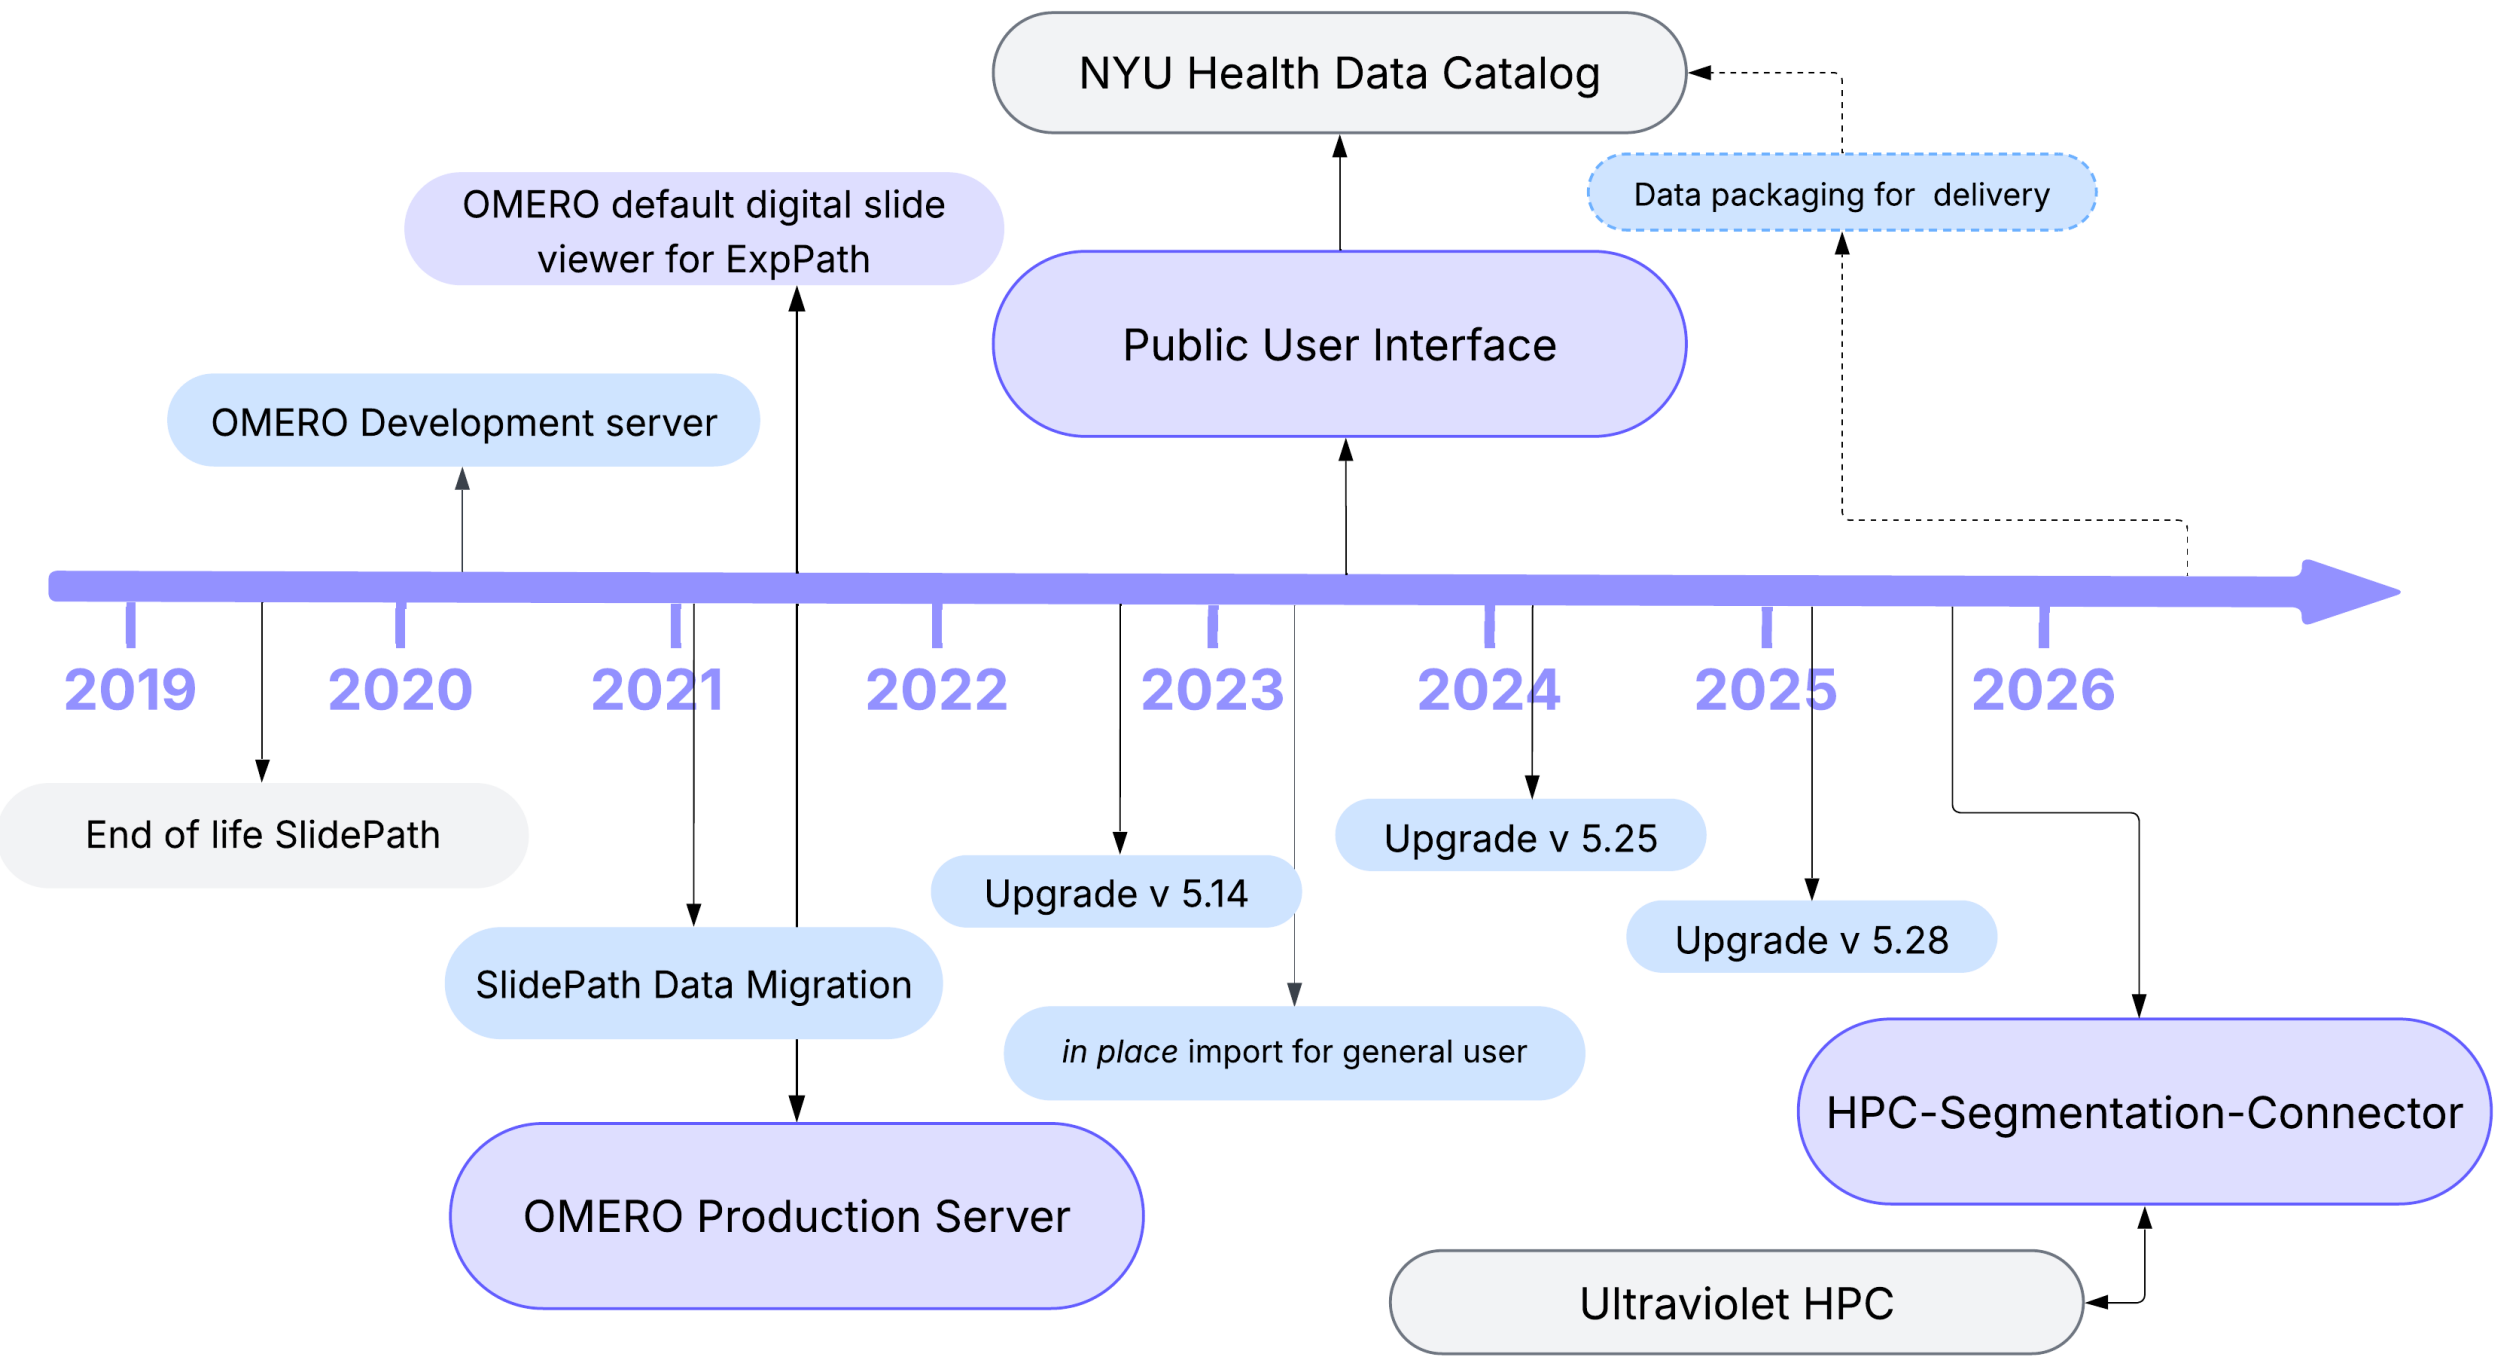 NYU Health Data Catalog
Data packaging for delivery
OMERO default digital slide
viewer for ExpPath
Public User Interface
OMERO Development server
2019
2020
2021
2022
2023
2024
2025
2026
End of life SlidePath
Upgrade v 5.25
Upgrade v 5.14
Upgrade v 5.28
SlidePath Data Migration
in place import for general user
HPC-Segmentation-Connector
OMERO Production Server
Ultraviolet HPC